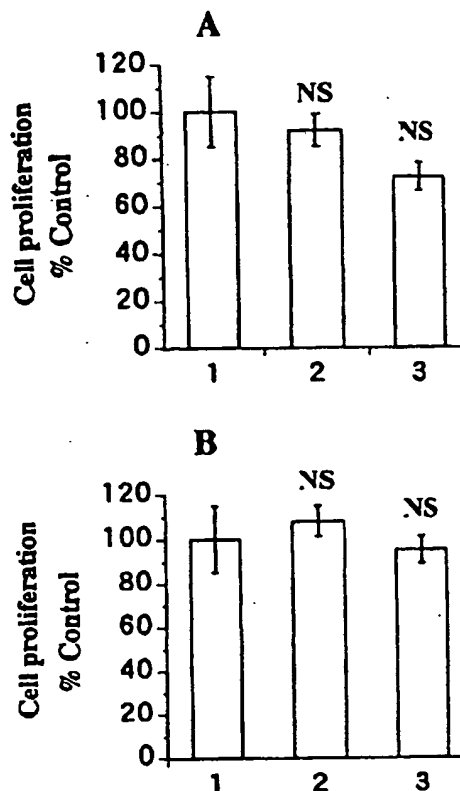 A
120
100
80
60
40
20
0
Cell proliferation
% Control
NS
NS
1 2 3
B
120
100
80
60
40
20
0
Cell proliferation
% Control
NS
NS
1 2 3